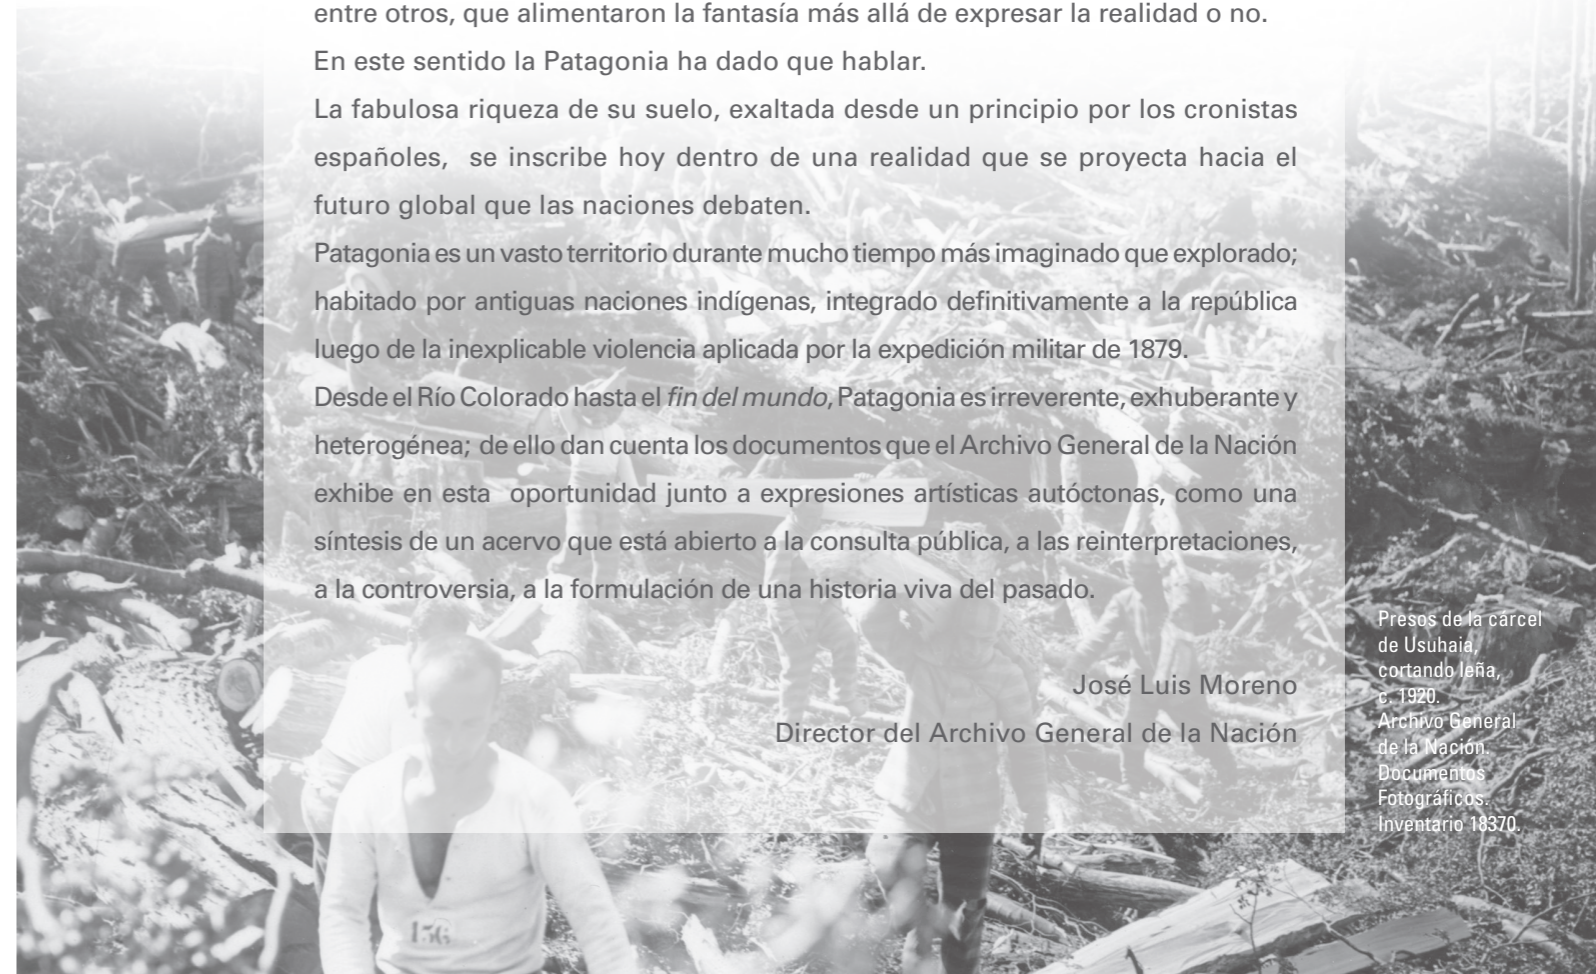 entre otros, que alimentaron la fantasía más allá de expresar la realidad o no.
En este sentido la Patagonia ha dado que hablar.
La fabulosa riqueza de su suelo, exaltada desde un principio por los cronistas
españoles, se inscribe hoy dentro de una realidad que se proyecta hacia el
futuro global que las naciones debaten.
Patagonia es un vasto territorio durante mucho tiempo más imaginado que explorado;
habitado por antiguas naciones indígenas, integrado definitivamente a la república
luego de la inexplicable violencia aplicada por la expedición militar de 1879.
Desde el Río Colorado hasta el fin del mundo, Patagonia es irreverente, exhuberante y
heterogénea; de ello dan cuenta los documentos que el Archivo General de la Nación
exhibe en esta oportunidad junto a expresiones artísticas autóctonas, como una
síntesis de un acervo que está abierto a la consulta pública, a las reinterpretaciones,
a la controversia, a la formulación de una historia viva del pasado.
José Luis Moreno
Director del Archivo General de la Nación
Presos de la cárcel
de Usuhaia,
cortando leña,
c. 1920.
Archivo General
de la Nación.
Documentos
Fotográficos.
Inventario 18370.
156